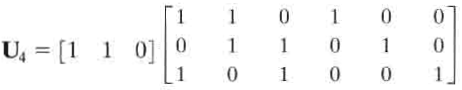 U₄ = [1 1 0] [1 1 0 1 0 0
0 1 1 0 1 0
1 0 1 0 0 1]